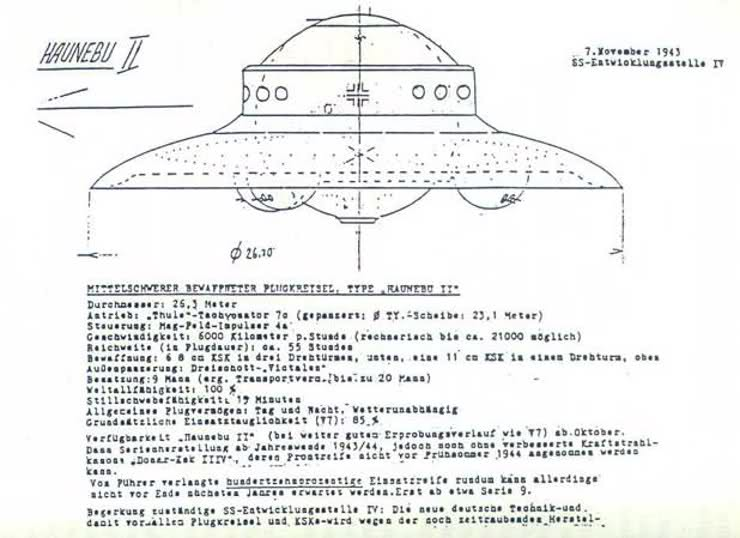 HAUNEBU II
7.November 1943
SS-Entwicklungsstelle IV
Ø 26.30
MITTELSCHWERER BEWAFFNETER FLUGKREISEL, TYPE „HAUNEBU II"
Durchmesser: 26,3 Meter
Antrieb: „Thule"-Tachyonator 7c (gepanzert; Ø TY.-Scheibe: 23,1 Meter)
Steuerung: Mag-Feld-Impulser 4a
Geschwindigkeit: 6000 Kilometer p.Stunde (rechnerisch bis ca. 21000 möglich)
Reichweite (in Flugdauer): ca. 55 Stunden
Bewaffnung: 6 8 cm KSK in drei Drehtürmen, unten, eine 11 cm KSK in einem Drehturm, oben
Außenpanzerung: Dreischott-„Victalen"
Besatzung: 9 Mann (erg. Transportverm. bis zu 20 Mann)
Weltallfähigkeit: 100 %
Stillschwebefähigkeit: 19 Minuten
Allgemeines Flugvermögen: Tag und Nacht, Wetterunabhängig
Grundsätzliche Einsatztauglichkeit (V7): 85 %
Verfügbarkeit „Haunebu II" (bei weiter guten Erprobungsverlauf wie V7) ab.Oktober.
Dann Serienherstellung ab Jahreswende 1943/44, jedoch noch ohne verbesserte Kraftstrahl-
kanone „Donar-Ksk IIIV", deren Frontreife nicht vor Frühsommer 1944 angenommen werden
kann.
Vom Führer verlangte hundertzehnprozentige Einsatzreife rundum kann allerdings
nicht vor Ende nächsten Jahres erwartet werden.Erst ab etwa Serie 9.
Bemerkung zuständige SS-Entwicklungsstelle IV: Die neue deutsche Technik-und
damit vor allen Flugkreisel und KSKs-wird wegen der noch zeitraubenden Herstel-